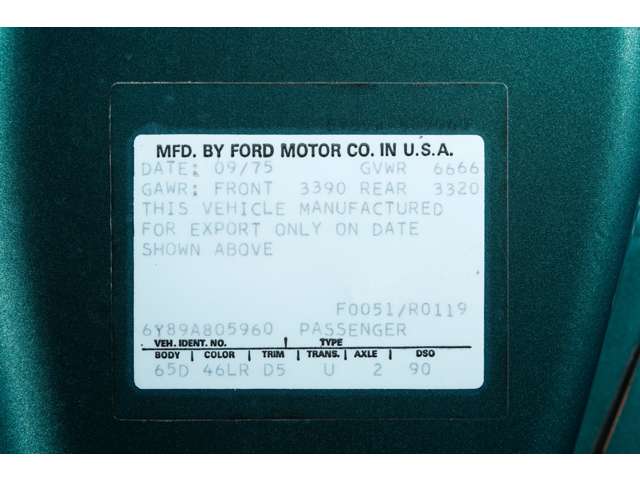 MFD. BY FORD MOTOR CO. IN U.S.A.
DATE: 09/75 GVWR 6666
GAWR: FRONT 3390 REAR 3320
THIS VEHICLE MANUFACTURED
FOR EXPORT ONLY ON DATE
SHOWN ABOVE
F0051/R0119
6Y89A805960 PASSENGER
VEH. IDENT. NO. TYPE
BODY COLOR TRIM TRANS. AXLE DSO
65D 46LR D5 U 2 90